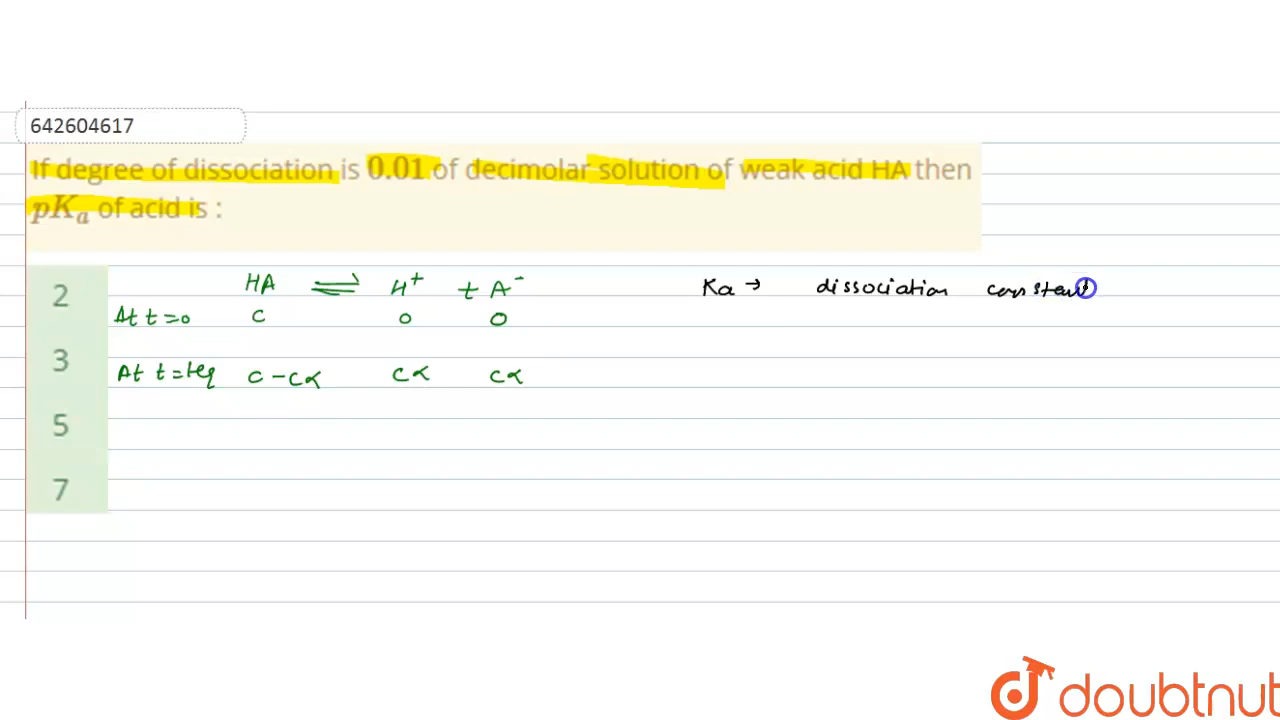 642604617
If degree of dissociation is 0.01 of decimolar solution of weak acid HA then
pKₐ of acid is :
2
3
5
7
HA ⇌ H⁺ + A⁻
At t=0 C 0 0
At t=teq C-Cα Cα Cα
Ka → dissociation constant
doubtnut